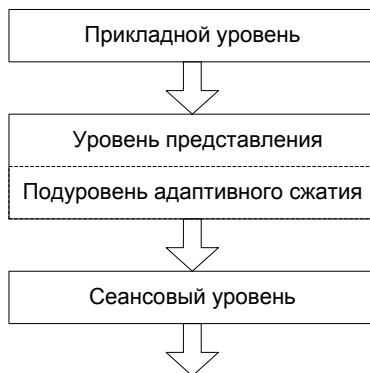 Прикладной уровень
Уровень представления
Подуровень адаптивного сжатия
Сеансовый уровень